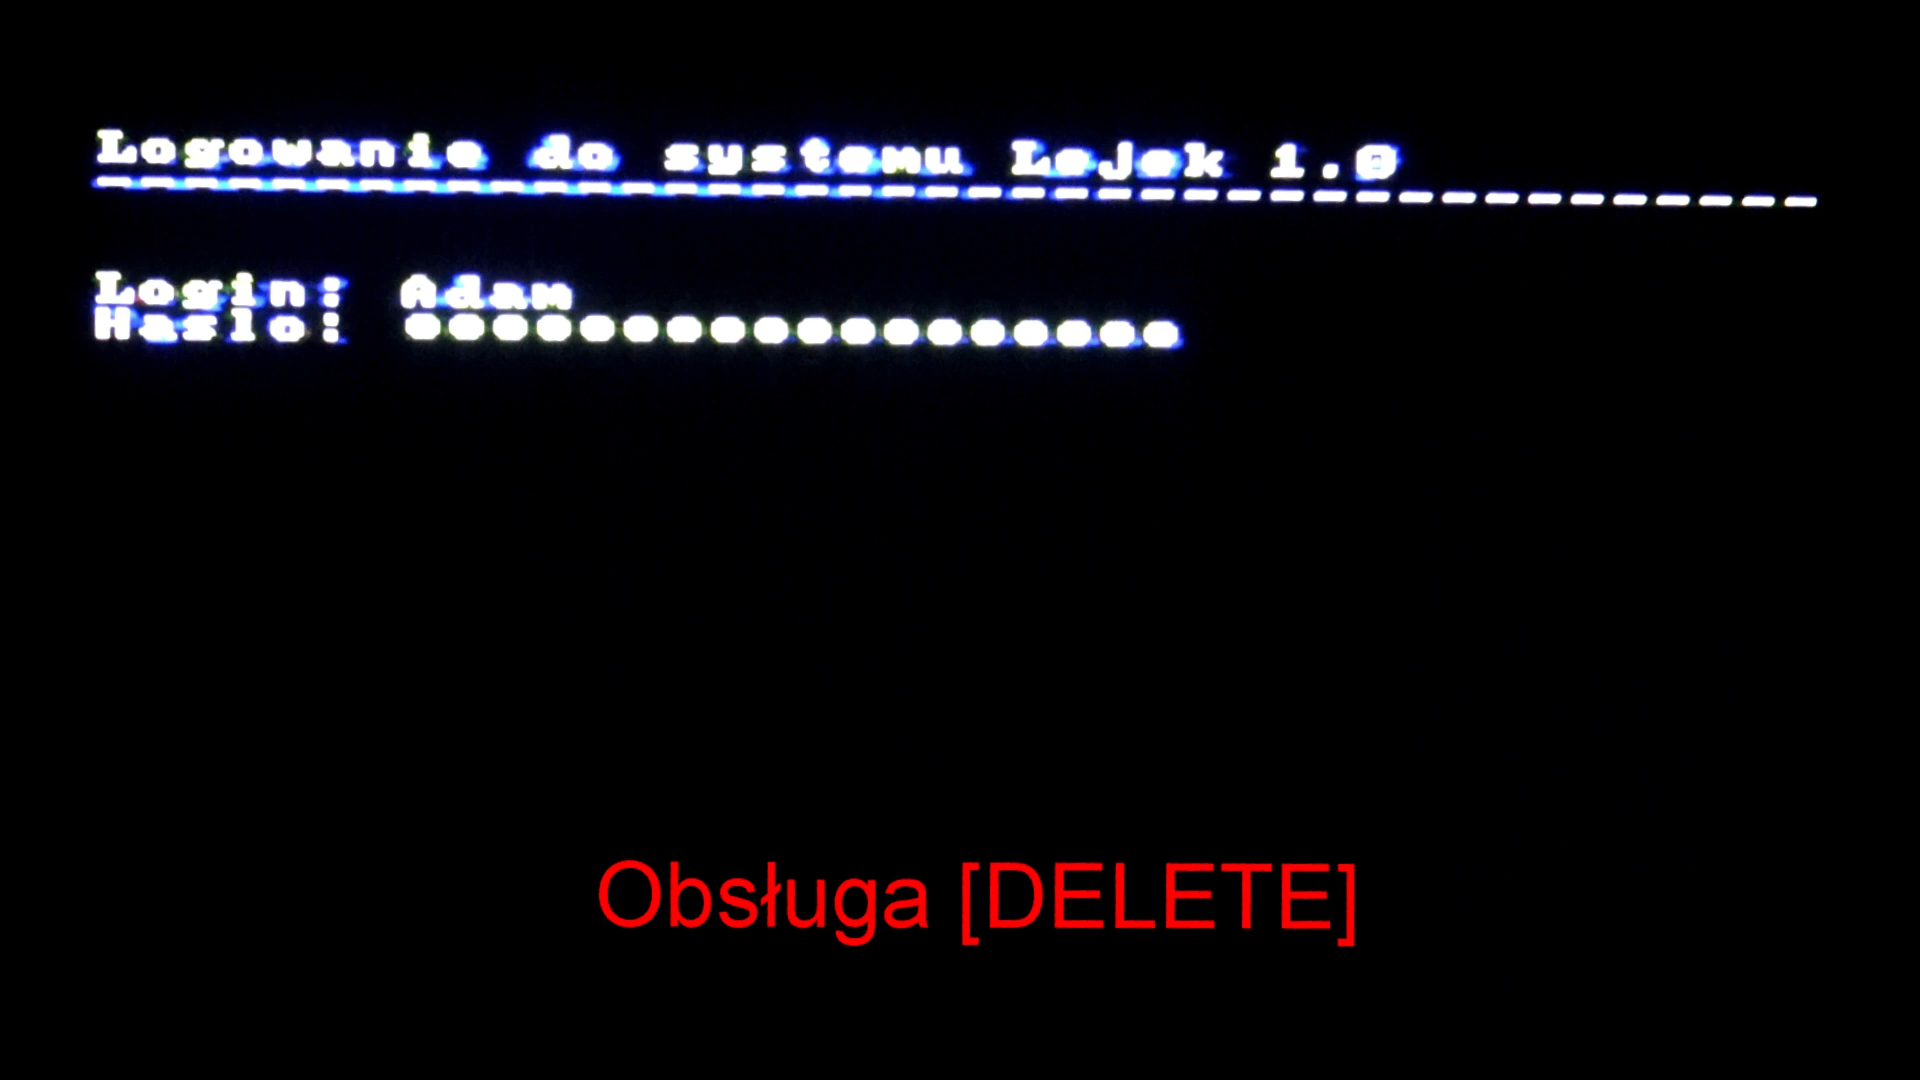 Logowanie do systemu Lejek 1.0
----------------------------------------
Login: Adam
Haslo: ●●●●●●●●●●●●●●●●●●
Obsługa [DELETE]